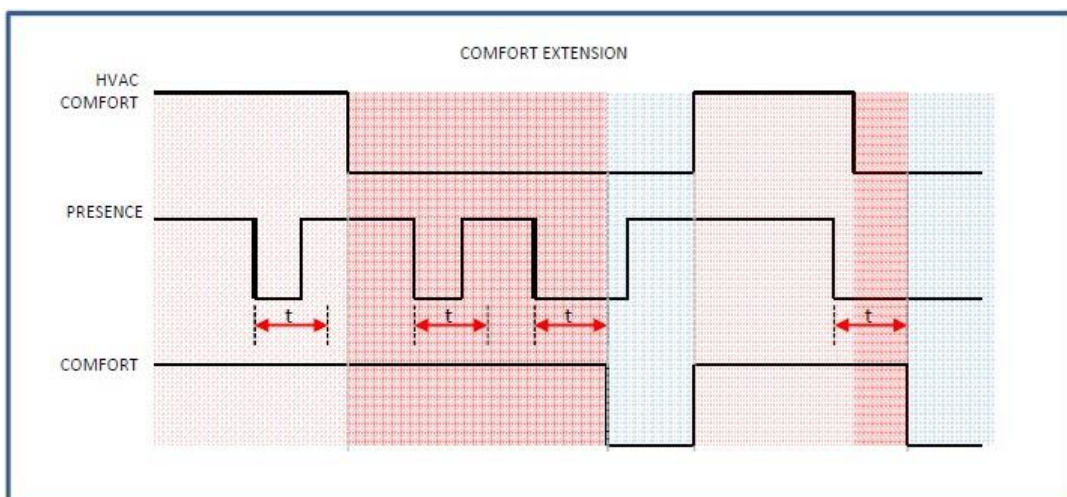 COMFORT EXTENSION
HVAC
COMFORT
PRESENCE
t
t
t
t
COMFORT